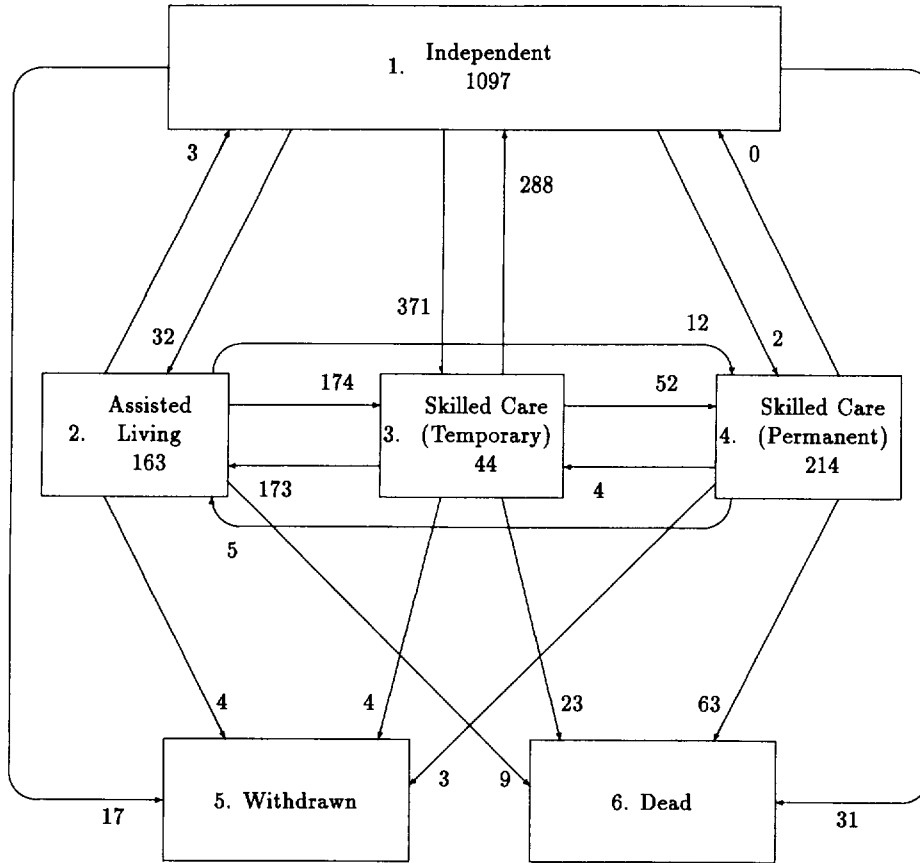 1. Independent
1097
3
0
288
371
32
12
2
174
52
2. Assisted
Living
163
3. Skilled Care
(Temporary)
44
4. Skilled Care
(Permanent)
214
173
4
5
4
4
23
63
3
9
5. Withdrawn
6. Dead
17
31